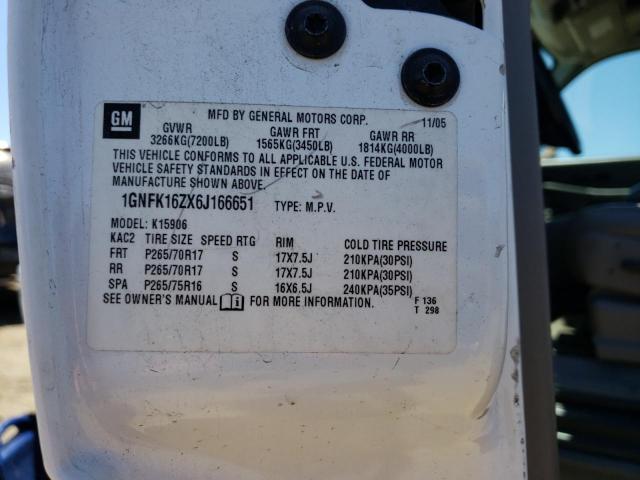 GM
MFD BY GENERAL MOTORS CORP. 11/05
GVWR GAWR FRT GAWR RR
3266KG(7200LB) 1565KG(3450LB) 1814KG(4000LB)
THIS VEHICLE CONFORMS TO ALL APPLICABLE U.S. FEDERAL MOTOR
VEHICLE SAFETY STANDARDS IN EFFECT ON THE DATE OF
MANUFACTURE SHOWN ABOVE.
1GNFK16ZX6J166651 TYPE: M.P.V.
MODEL: K15906
KAC2 TIRE SIZE SPEED RTG RIM COLD TIRE PRESSURE
FRT P265/70R17 S 17X7.5J 210KPA(30PSI)
RR P265/70R17 S 17X7.5J 210KPA(30PSI)
SPA P265/75R16 S 16X6.5J 240KPA(35PSI)
SEE OWNER'S MANUAL FOR MORE INFORMATION. F 136
T 298